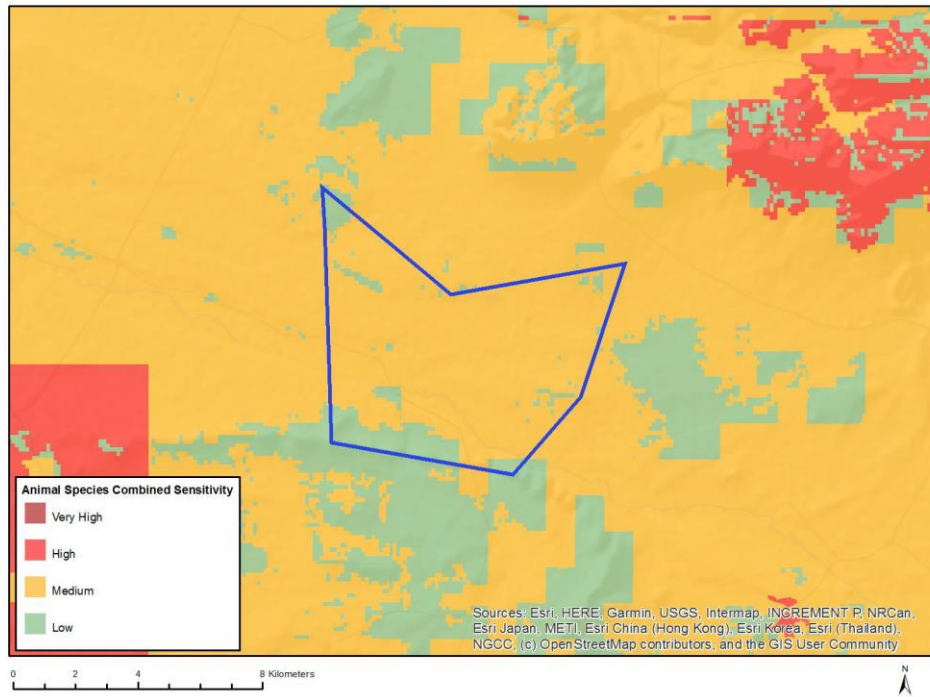 Animal Species Combined Sensitivity
Very High
High
Medium
Low
Sources: Esri, HERE, Garmin, USGS, Intermap, INCREMENT P, NRCan,
Esri Japan, METI, Esri China (Hong Kong), Esri Korea, Esri (Thailand),
NGCC, (c) OpenStreetMap contributors, and the GIS User Community
0 2 4 8 Kilometers
N